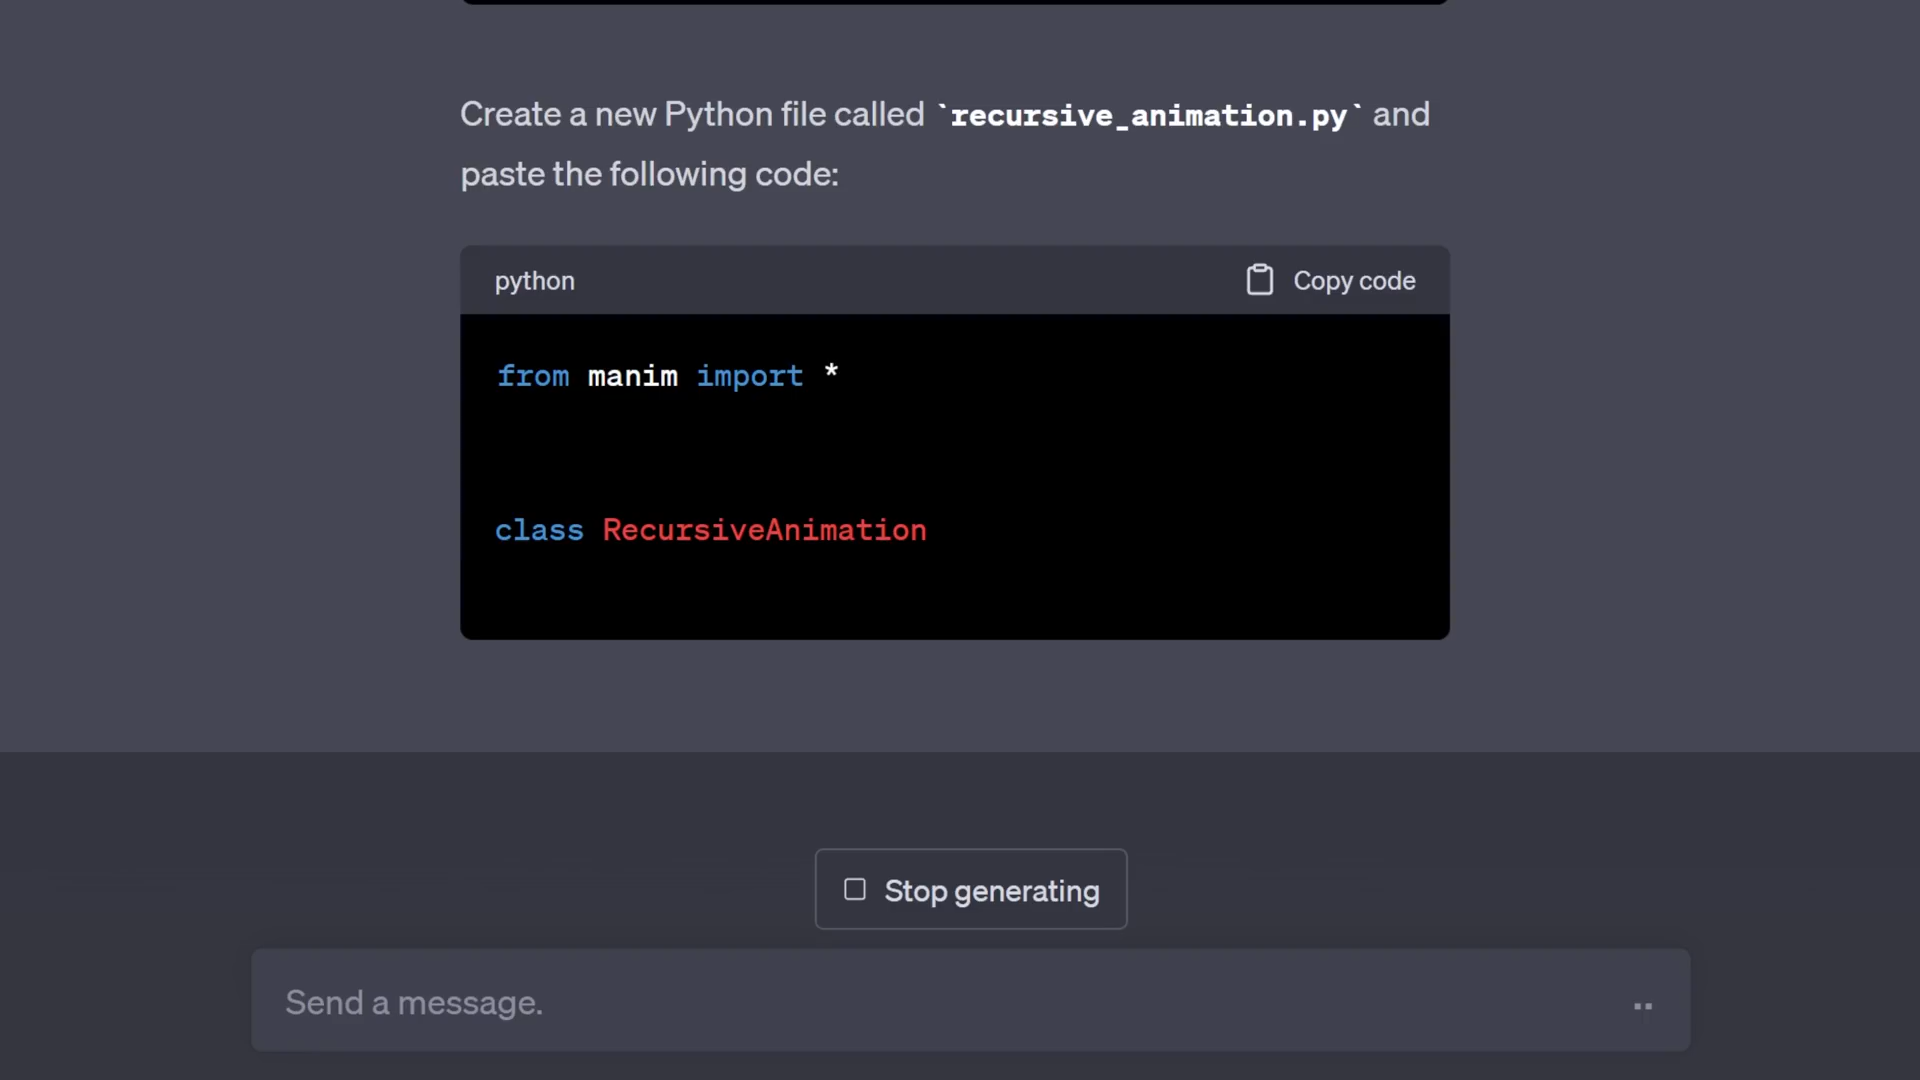 Create a new Python file called `recursive_animation.py` and
paste the following code:
python
Copy code
from manim import *
class RecursiveAnimation
Stop generating
Send a message.